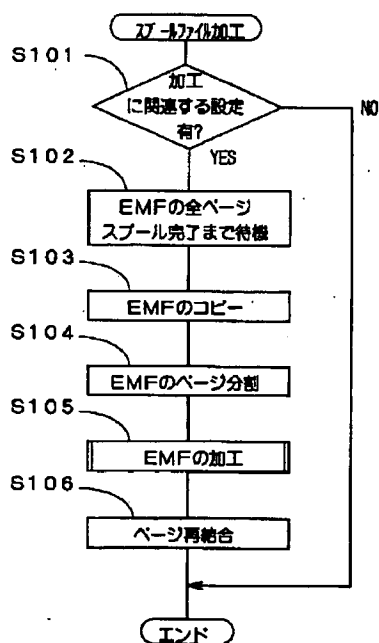 スプールファイル加工
S101
加工
に関連する設定
有?
NO
YES
S102
EMFの全ページ
スプール完了まで待機
S103
EMFのコピー
S104
EMFのページ分割
S105
EMFの加工
S106
ページ再結合
エンド